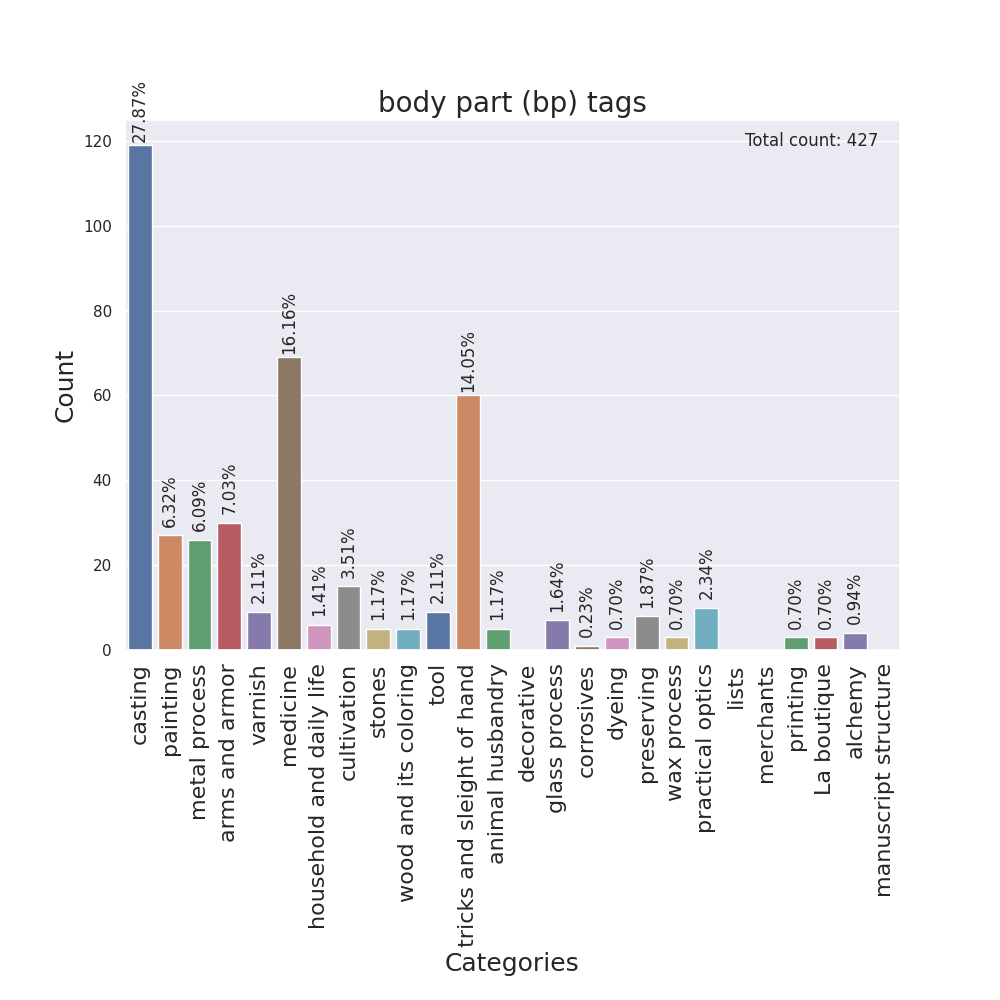 body part (bp) tags
Total count: 427
Count
120
100
80
60
40
20
0
27.87%
6.32%
6.09%
7.03%
2.11%
16.16%
1.41%
3.51%
1.17%
1.17%
2.11%
14.05%
1.17%
1.64%
0.23%
0.70%
1.87%
0.70%
2.34%
0.70%
0.70%
0.94%
casting
painting
metal process
arms and armor
varnish
medicine
household and daily life
cultivation
stones
wood and its coloring
tool
tricks and sleight of hand
animal husbandry
decorative
glass process
corrosives
dyeing
preserving
wax process
practical optics
lists
merchants
printing
La boutique
alchemy
manuscript structure
Categories